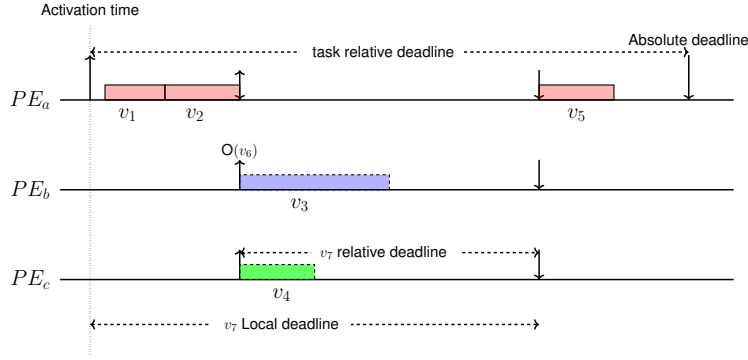 Activation time
task relative deadline
Absolute deadline
PE_a
v_1
v_2
v_5
O(v_6)
PE_b
v_3
v_7 relative deadline
PE_c
v_4
v_7 Local deadline